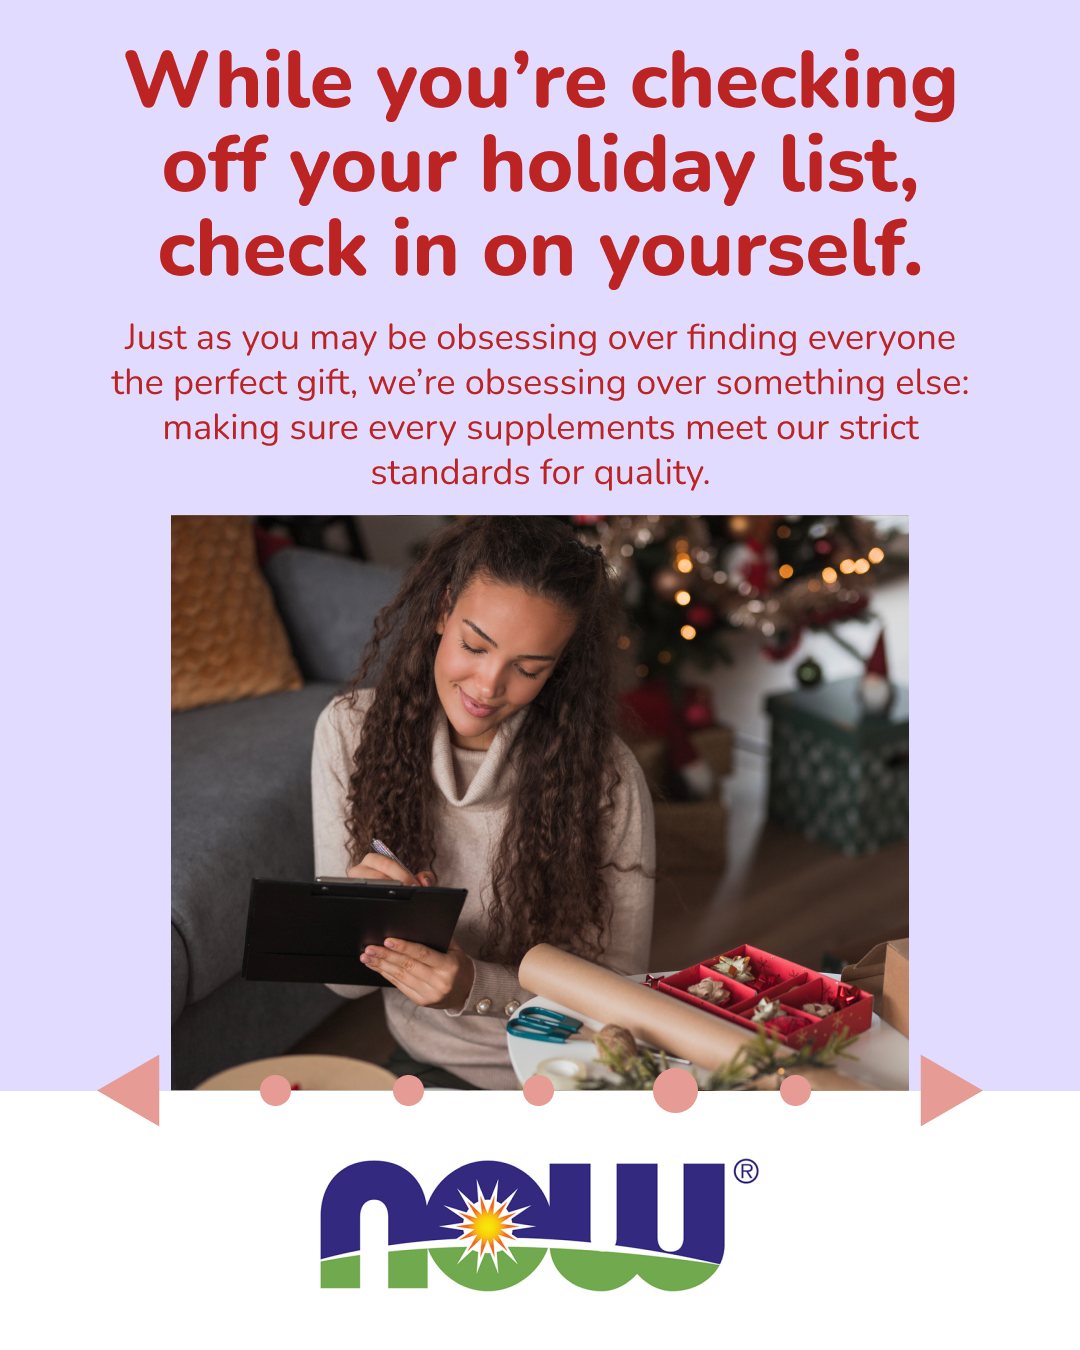 While you’re checking
off your holiday list,
check in on yourself.
Just as you may be obsessing over finding everyone
the perfect gift, we’re obsessing over something else:
making sure every supplements meet our strict
standards for quality.
now®